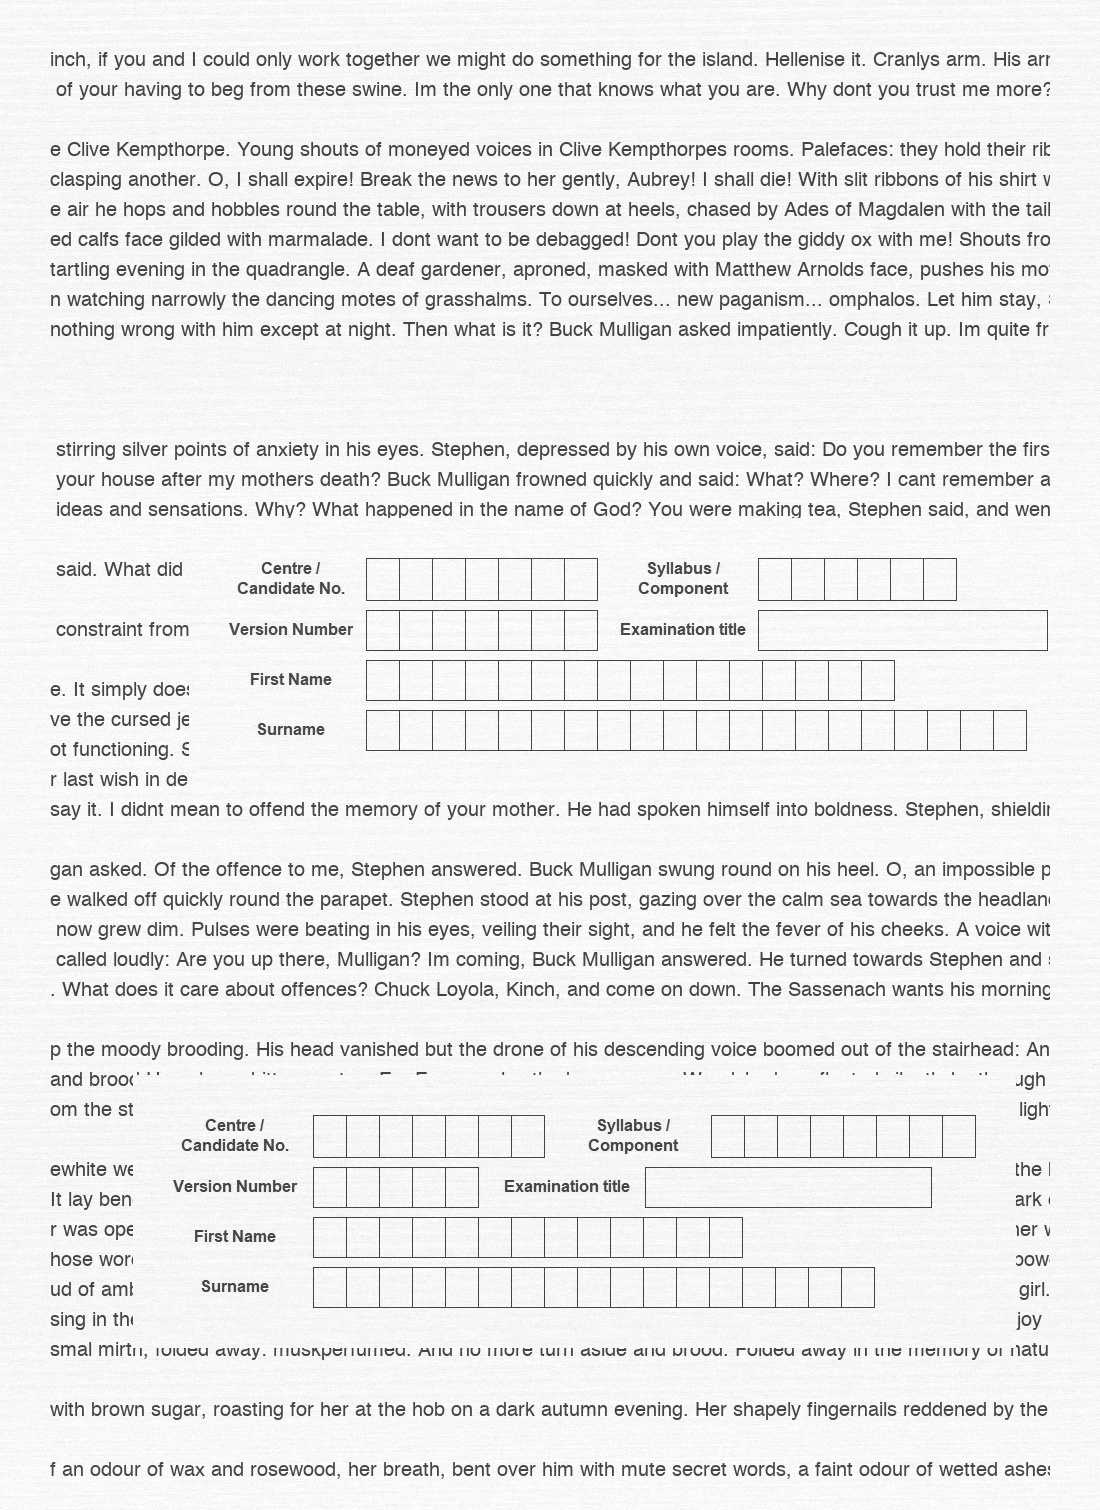 inch, if you and I could only work together we might do something for the island. Hellenise it. Cranlys arm. His
of your having to beg from these swine. Im the only one that knows what you are. Why dont you trust me more?
e Clive Kempthorpe. Young shouts of moneyed voices in Clive Kempthorpes rooms. Palefaces: they hold their
clasping another. O, I shall expire! Break the news to her gently, Aubrey! I shall die! With slit ribbons of his shirt
e air he hops and hobbles round the table, with trousers down at heels, chased by Ades of Magdalen with the tail
ed calfs face gilded with marmalade. I dont want to be debagged! Dont you play the giddy ox with me! Shouts fro
tartling evening in the quadrangle. A deaf gardener, aproned, masked with Matthew Arnolds face, pushes his
n watching narrowly the dancing motes of grasshalms. To ourselves... new paganism... omphalos. Let him stay,
nothing wrong with him except at night. Then what is it? Buck Mulligan asked impatiently. Cough it up. Im quite fr
stirring silver points of anxiety in his eyes. Stephen, depressed by his own voice, said: Do you remember the firs
your house after my mothers death? Buck Mulligan frowned quickly and said: What? Where? I cant remember a
ideas and sensations. Why? What happened in the name of God? You were making tea, Stephen said, and wen
said. What did
Centre /
Candidate No.
Syllabus /
Component
constraint from
Version Number
Examination title
First Name
e. It simply does
ve the cursed je
Surname
ot functioning.
r last wish in de
say it. I didnt mean to offend the memory of your mother. He had spoken himself into boldness. Stephen, shieldin
gan asked. Of the offence to me, Stephen answered. Buck Mulligan swung round on his heel. O, an impossible p
e walked off quickly round the parapet. Stephen stood at his post, gazing over the calm sea towards the headland
now grew dim. Pulses were beating in his eyes, veiling their sight, and he felt the fever of his cheeks. A voice wit
called loudly: Are you up there, Mulligan? Im coming, Buck Mulligan answered. He turned towards Stephen and
. What does it care about offences? Chuck Loyola, Kinch, and come on down. The Sassenach wants his morning
p the moody brooding. His head vanished but the drone of his descending voice boomed out of the stairhead: An
and brood ugh
om the st light
Centre /
Candidate No.
Syllabus /
Component
ewhite we the
Version Number
Examination title
It lay ben ark
r was ope her
First Name
hose word pow
ud of amb girl.
Surname
sing in the joy
smal mirth, folded away: muskperfumed. And no more turn aside and brood. Folded away in the memory of natu
with brown sugar, roasting for her at the hob on a dark autumn evening. Her shapely fingernails reddened by the
f an odour of wax and rosewood, her breath, bent over him with mute secret words, a faint odour of wetted ashes